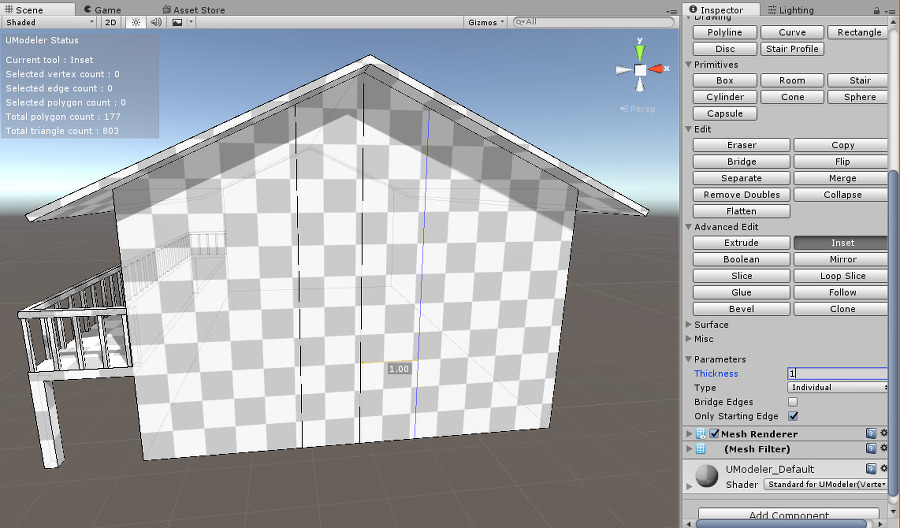 Scene Game Asset Store
Shaded 2D Gizmos All
UModeler Status
Current tool : Inset
Selected vertex count : 0
Selected edge count : 0
Selected polygon count : 0
Total polygon count : 177
Total triangle count : 803
y
x
Persp
1.00
Inspector Lighting
Drawing
Polyline Curve Rectangle
Disc Stair Profile
Primitives
Box Room Stair
Cylinder Cone Sphere
Capsule
Edit
Eraser Copy
Bridge Flip
Separate Merge
Remove Doubles Collapse
Flatten
Advanced Edit
Extrude Inset
Boolean Mirror
Slice Loop Slice
Glue Follow
Bevel Clone
Surface
Misc
Parameters
Thickness 1
Type Individual
Bridge Edges
Only Starting Edge
Mesh Renderer
(Mesh Filter)
UModeler_Default
Shader Standard for UModeler(Verte
Add Component